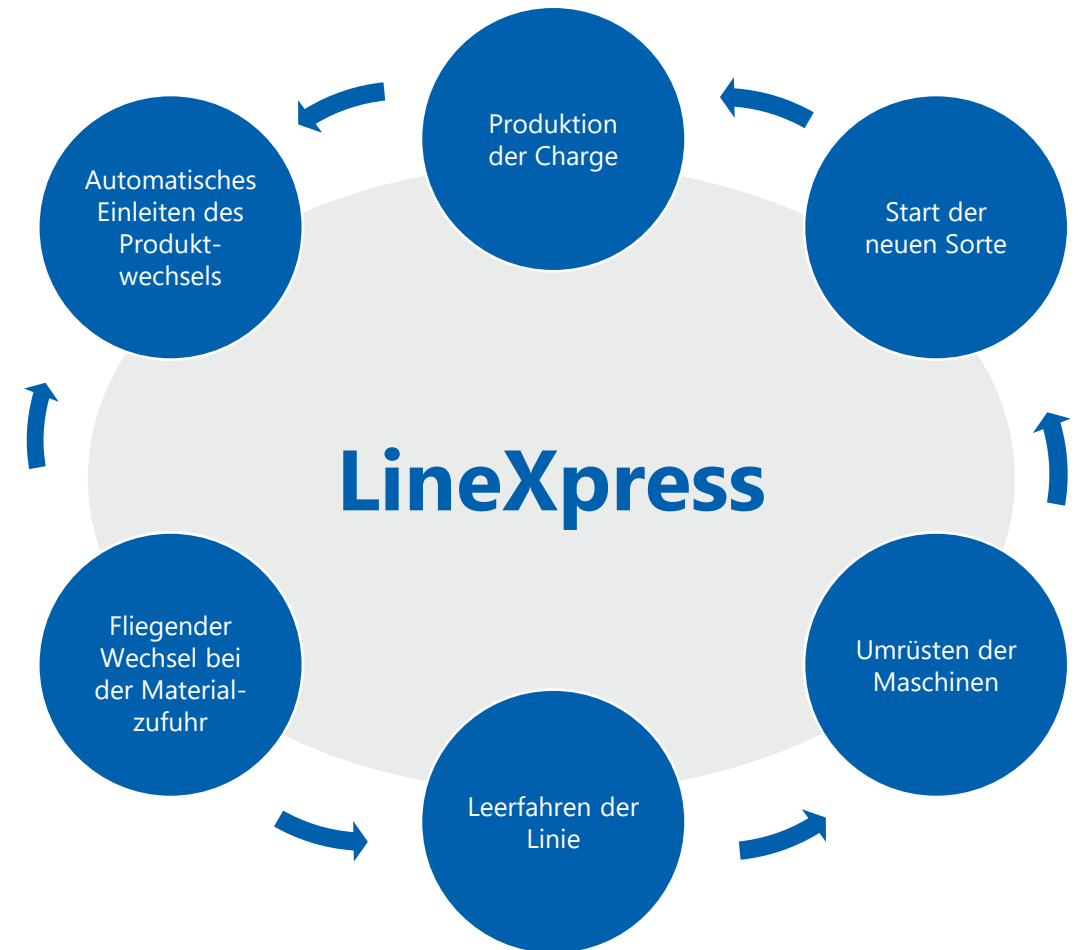 Produktion
der Charge
Automatisches
Einleiten des
Produkt-
wechsels
Start der
neuen Sorte
LineXpress
Fliegender
Wechsel bei
der Material-
zufuhr
Umrüsten der
Maschinen
Leerfahren der
Linie